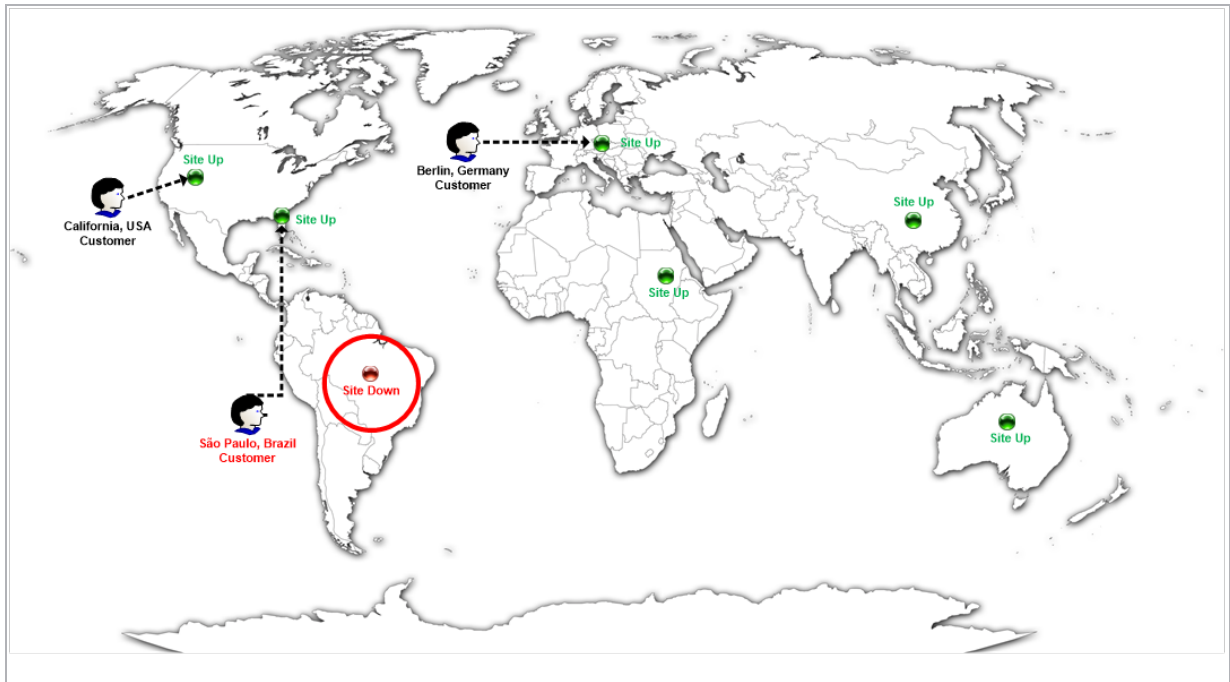 Site Up
California, USA
Customer
Site Up
Berlin, Germany
Customer
Site Up
Site Up
Site Up
Site Down
São Paulo, Brazil
Customer
Site Up